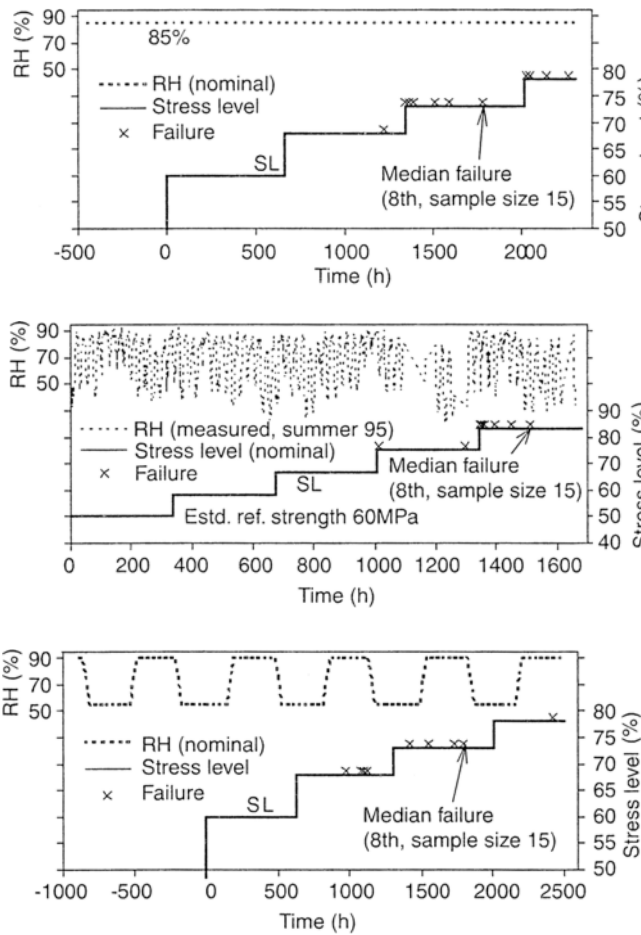 RH (%)
90
70
50
85%
RH (nominal)
Stress level
× Failure
SL
Median failure
(8th, sample size 15)
80
75
70
65
60
55
50
-500 0 500 1000 1500 2000
Time (h)
RH (%)
90
70
50
RH (measured, summer 95)
Stress level (nominal)
× Failure
SL
Median failure
(8th, sample size 15)
Estd. ref. strength 60MPa
90
80
70
60
50
40
Stress level (%)
0 200 400 600 800 1000 1200 1400 1600
Time (h)
RH (%)
90
70
50
RH (nominal)
Stress level
× Failure
SL
Median failure
(8th, sample size 15)
80
75
70
65
60
55
50
Stress level (%)
-1000 -500 0 500 1000 1500 2000 2500
Time (h)